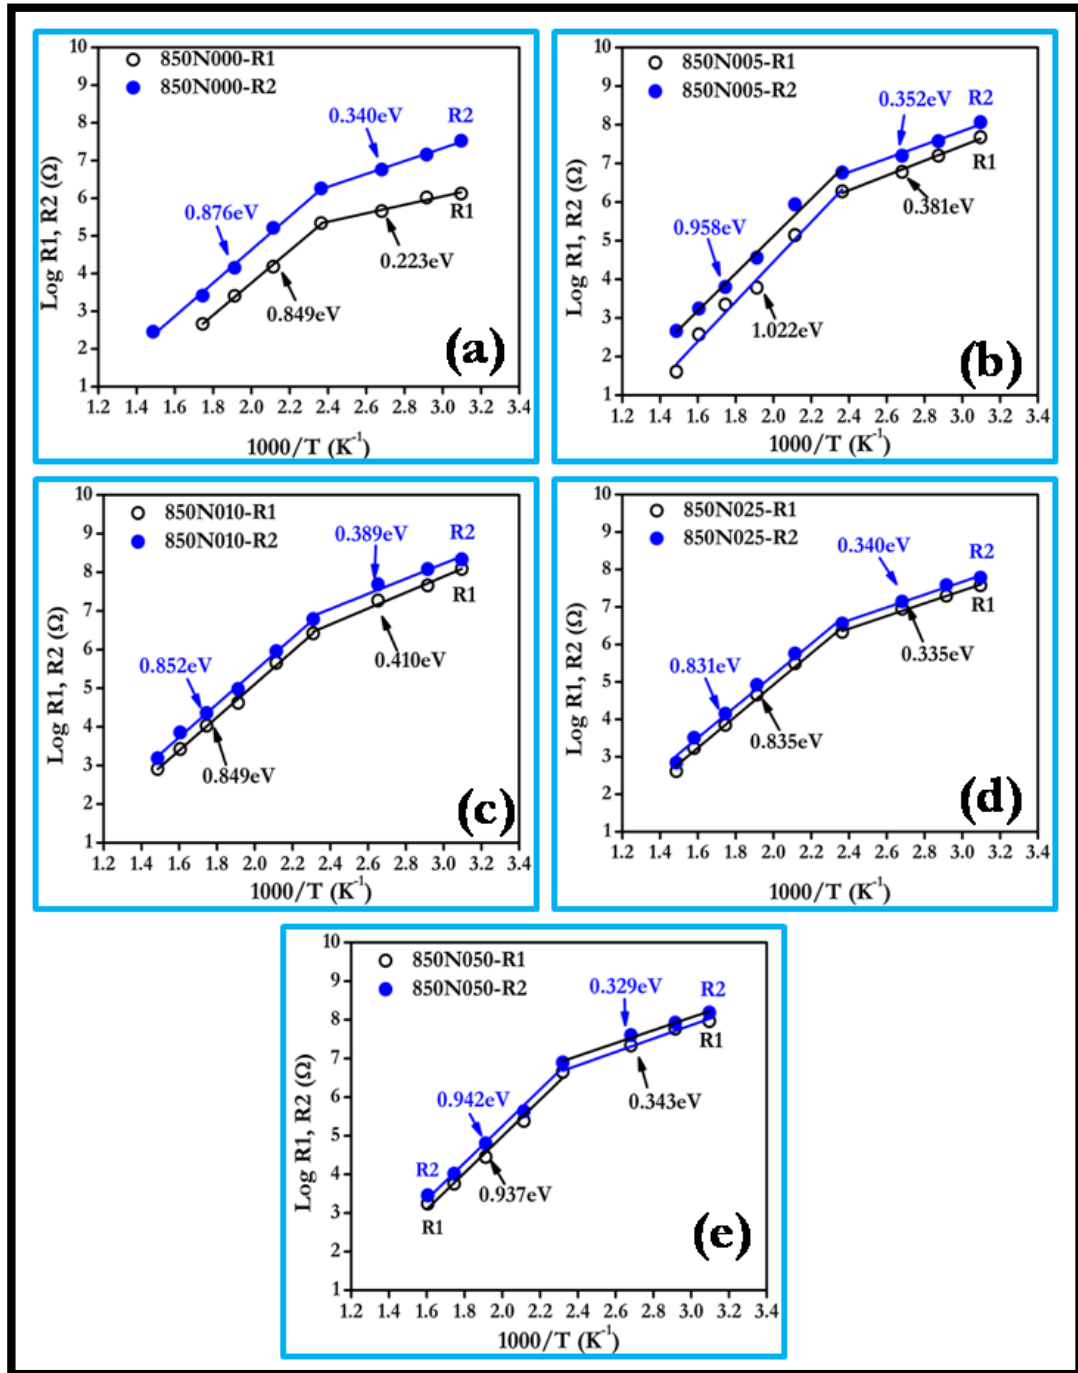 850N000-R1
850N000-R2
0.340eV
R2
0.876eV
R1
0.223eV
0.849eV
(a)
Log R1, R2 (Ω)
10
9
8
7
6
5
4
3
2
1
1.2 1.4 1.6 1.8 2.0 2.2 2.4 2.6 2.8 3.0 3.2 3.4
1000/T (K⁻¹)
850N005-R1
850N005-R2
0.352eV
R2
R1
0.381eV
0.958eV
1.022eV
(b)
Log R1, R2 (Ω)
10
9
8
7
6
5
4
3
2
1
1.2 1.4 1.6 1.8 2.0 2.2 2.4 2.6 2.8 3.0 3.2 3.4
1000/T (K⁻¹)
850N010-R1
850N010-R2
0.389eV
R2
R1
0.410eV
0.852eV
0.849eV
(c)
Log R1, R2 (Ω)
10
9
8
7
6
5
4
3
2
1
1.2 1.4 1.6 1.8 2.0 2.2 2.4 2.6 2.8 3.0 3.2 3.4
1000/T (K⁻¹)
850N025-R1
850N025-R2
0.340eV
R2
R1
0.335eV
0.831eV
0.835eV
(d)
Log R1, R2 (Ω)
10
9
8
7
6
5
4
3
2
1
1.2 1.4 1.6 1.8 2.0 2.2 2.4 2.6 2.8 3.0 3.2 3.4
1000/T (K⁻¹)
850N050-R1
850N050-R2
0.329eV
R2
R1
0.343eV
0.942eV
R2
0.937eV
R1
(e)
Log R1, R2 (Ω)
10
9
8
7
6
5
4
3
2
1
1.2 1.4 1.6 1.8 2.0 2.2 2.4 2.6 2.8 3.0 3.2 3.4
1000/T (K⁻¹)